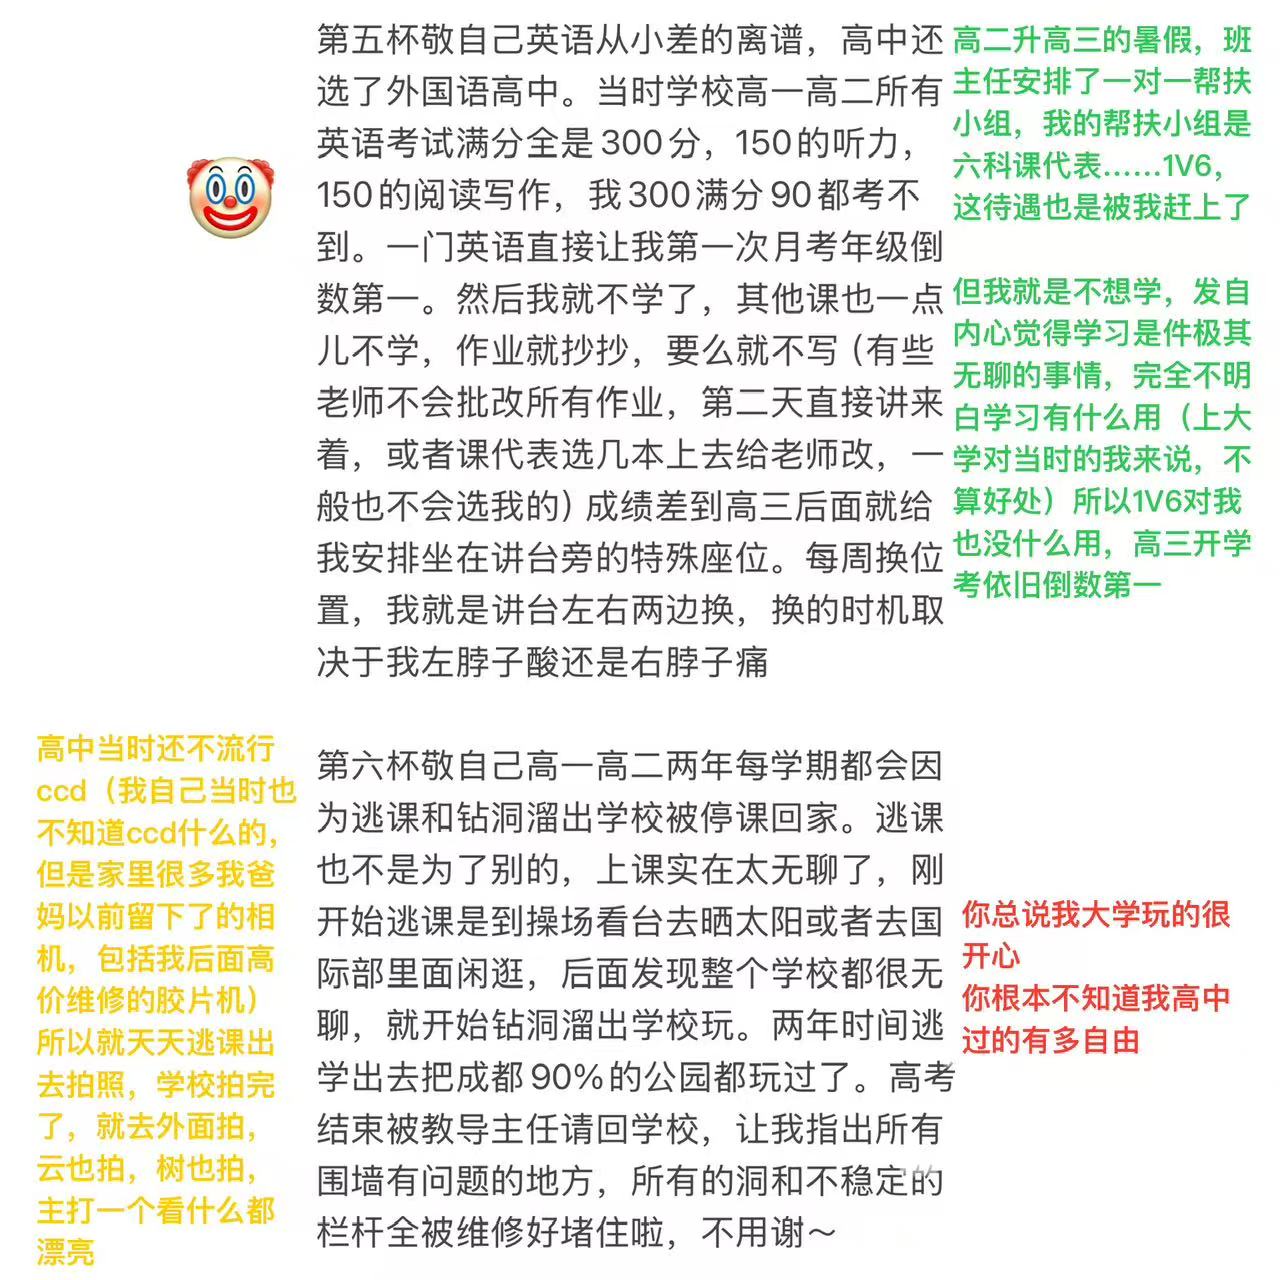 第五杯敬自己英语从小差的离谱，高中还
选了外国语高中。当时学校高一高二所有
英语考试满分全是300分，150的听力，
150的阅读写作，我300满分90都考不
到。一门英语直接让我第一次月考年级倒
数第一。然后我就不学了，其他课也一点
儿不学，作业就抄抄，要么就不写（有些
老师不会批改所有作业，第二天直接讲来
着，或者课代表选几本上去给老师改，一
般也不会选我的）成绩差到高三后面就给
我安排坐在讲台旁的特殊座位。每周换位
置，我就是讲台左右两边换，换的时机取
决于我左脖子酸还是右脖子痛
高二升高三的暑假，班
主任安排了一对一帮扶
小组，我的帮扶小组是
六科课代表……1V6，
这待遇也是被我赶上了
但我就是不想学，发自
内心觉得学习是件极其
无聊的事情，完全不明
白学习有什么用（上大
学对当时的我来说，不
算好处）所以1V6对我
也没什么用，高三开学
考依旧倒数第一
高中当时还不流行
ccd（我自己当时也
不知道ccd什么的，
但是家里很多我爸
妈以前留下了的相
机，包括我后面高
价维修的胶片机）
所以就天天逃课出
去拍照，学校拍完
了，就去外面拍，
云也拍，树也拍，
主打一个看什么都
漂亮
第六杯敬自己高一高二两年每学期都会因
为逃课和钻洞溜出学校被停课回家。逃课
也不是为了别的，上课实在太无聊了，刚
开始逃课是到操场看台去晒太阳或者去国
际部里面闲逛，后面发现整个学校都很无
聊，就开始钻洞溜出学校玩。两年时间逃
学出去把成都90%的公园都玩过了。高考
结束被教导主任请回学校，让我指出所有
围墙有问题的地方，所有的洞和不稳定的
栏杆全被维修好堵住啦，不用谢～
你总说我大学玩的很
开心
你根本不知道我高中
过的有多自由